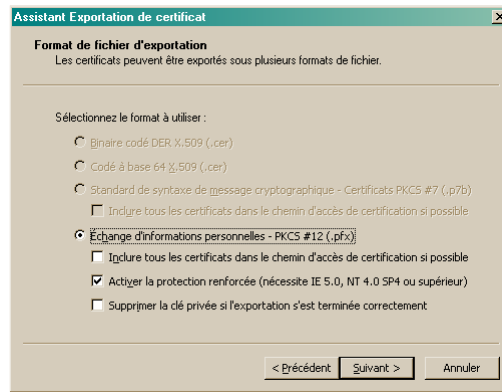 Assistant Exportation de certificat
Format de fichier d'exportation
Les certificats peuvent être exportés sous plusieurs formats de fichier.
Sélectionnez le format à utiliser :
Binaire codé DER X.509 (.cer)
Codé à base 64 X.509 (.cer)
Standard de syntaxe de message cryptographique - Certificats PKCS #7 (.p7b)
Inclure tous les certificats dans le chemin d'accès de certification si possible
Échange d'informations personnelles - PKCS #12 (.pfx)
Inclure tous les certificats dans le chemin d'accès de certification si possible
Activer la protection renforcée (nécessite IE 5.0, NT 4.0 SP4 ou supérieur)
Supprimer la clé privée si l'exportation s'est terminée correctement
< Précédent Suivant > Annuler